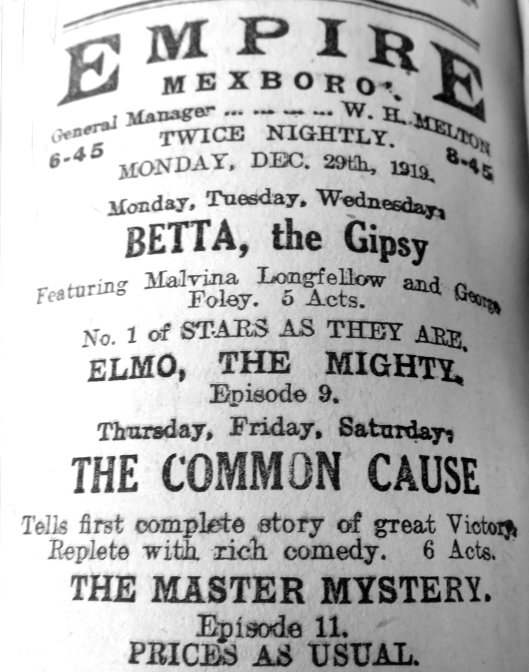 EMPIRE
MEXBORO'.
General Manager ... ... ... ... W. H. MELTON
6-45 TWICE NIGHTLY. 8-45
MONDAY, DEC. 29th, 1919.
Monday, Tuesday, Wednesday,
BETTA, the Gipsy
Featuring Malvina Longfellow and George
Foley. 5 Acts.
No. 1 of STARS AS THEY ARE.
ELMO, THE MIGHTY.
Episode 9.
Thursday, Friday, Saturday,
THE COMMON CAUSE
Tells first complete story of great Victory,
Replete with rich comedy. 6 Acts.
THE MASTER MYSTERY.
Episode 11.
PRICES AS USUAL.